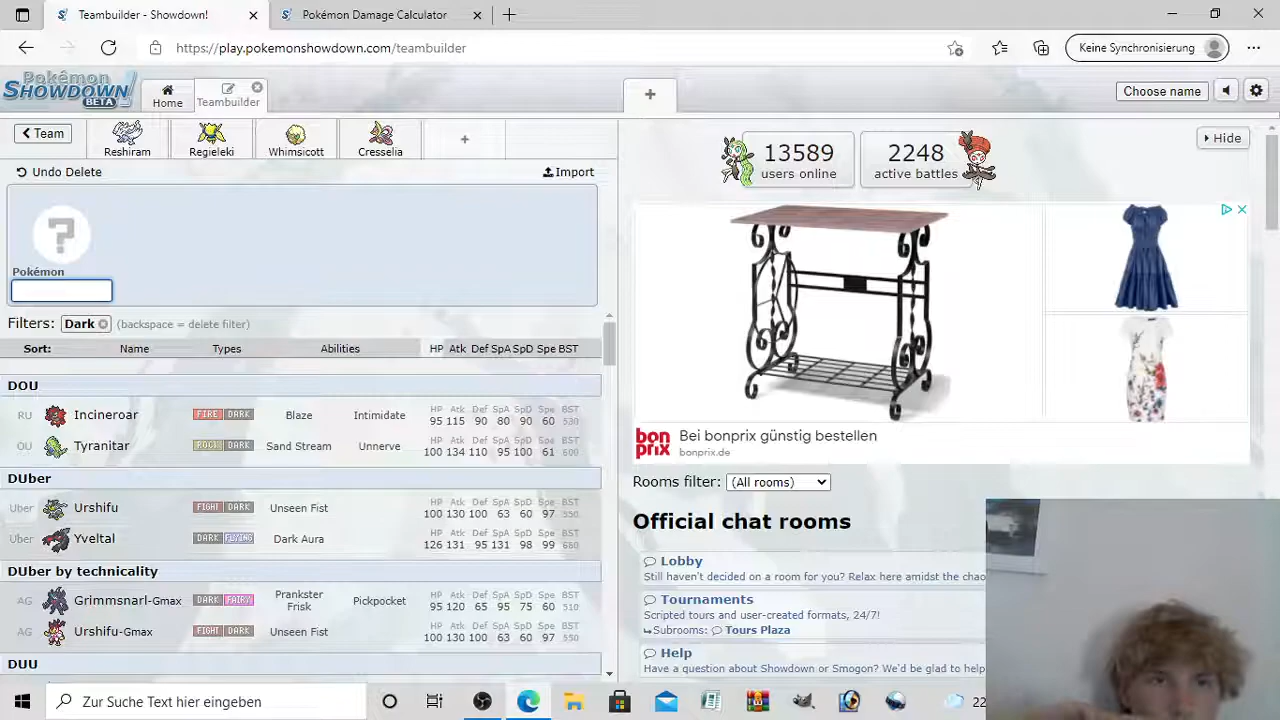 Teambuilder - Showdown!
Pokémon Damage Calculator
https://play.pokemonshowdown.com/teambuilder
Keine Synchronisierung
Pokémon
SHOWDOWN
BETA
Home
Teambuilder
Choose name
Team
Reshiram
Regieleki
Whimsicott
Cresselia
Undo Delete
Import
Pokémon
Filters: Dark (backspace = delete filter)
Sort: Name Types Abilities HP Atk Def SpA SpD Spe BST
DOU
RU Incineroar FIRE DARK Blaze Intimidate HP 95 Atk 115 Def 90 SpA 80 SpD 90 Spe 60 BST 530
OU Tyranitar ROCK DARK Sand Stream Unnerve HP 100 Atk 134 Def 110 SpA 95 SpD 100 Spe 61 BST 600
DUber
Uber Urshifu FIGHT DARK Unseen Fist HP 100 Atk 130 Def 100 SpA 63 SpD 60 Spe 97 BST 550
Uber Yveltal DARK FLYING Dark Aura HP 126 Atk 131 Def 95 SpA 131 SpD 98 Spe 99 BST 680
DUber by technicality
AG Grimmsnarl-Gmax DARK FAIRY Prankster Frisk Pickpocket HP 95 Atk 120 Def 65 SpA 95 SpD 75 Spe 60 BST 510
AG Urshifu-Gmax FIGHT DARK Unseen Fist HP 100 Atk 130 Def 100 SpA 63 SpD 60 Spe 97 BST 550
DUU
13589
users online
2248
active battles
Hide
bon
prix
Bei bonprix günstig bestellen
bonprix.de
Rooms filter: (All rooms)
Official chat rooms
Lobby
Still haven't decided on a room for you? Relax here amidst the chao
Tournaments
Scripted tours and user-created formats, 24/7!
Subrooms: Tours Plaza
Help
Have a question about Showdown or Smogon? We'd be glad to help
Zur Suche Text hier eingeben
22